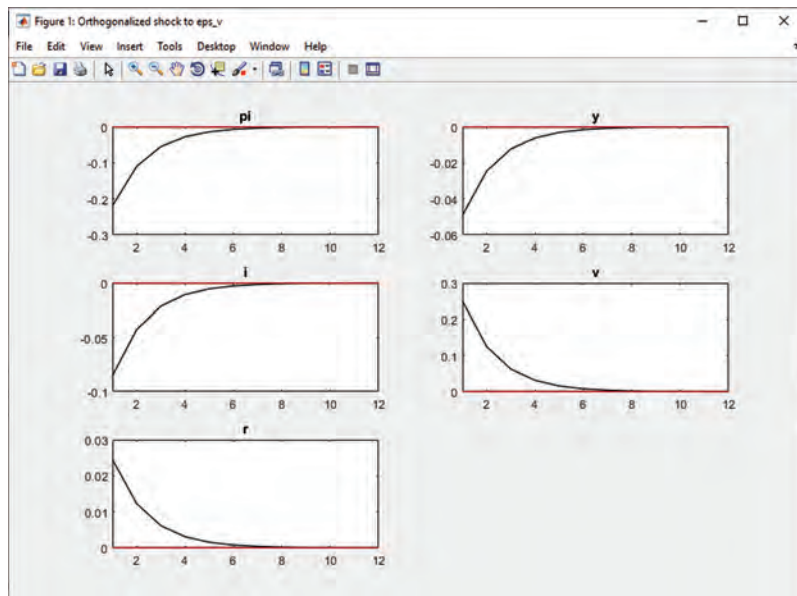 Figure 1: Orthogonalized shock to eps_v
File Edit View Insert Tools Desktop Window Help
pi
0
-0.1
-0.2
-0.3
2 4 6 8 10 12
y
0
-0.02
-0.04
-0.06
2 4 6 8 10 12
i
0
-0.05
-0.1
2 4 6 8 10 12
v
0.3
0.2
0.1
0
2 4 6 8 10 12
r
0.03
0.02
0.01
0
2 4 6 8 10 12